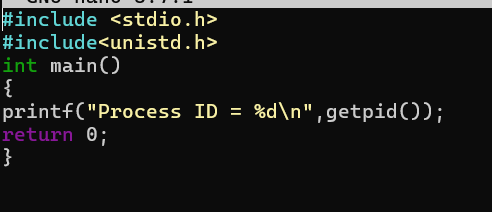 #include <stdio.h>
#include<unistd.h>
int main()
{
printf("Process ID = %d\n",getpid());
return 0;
}